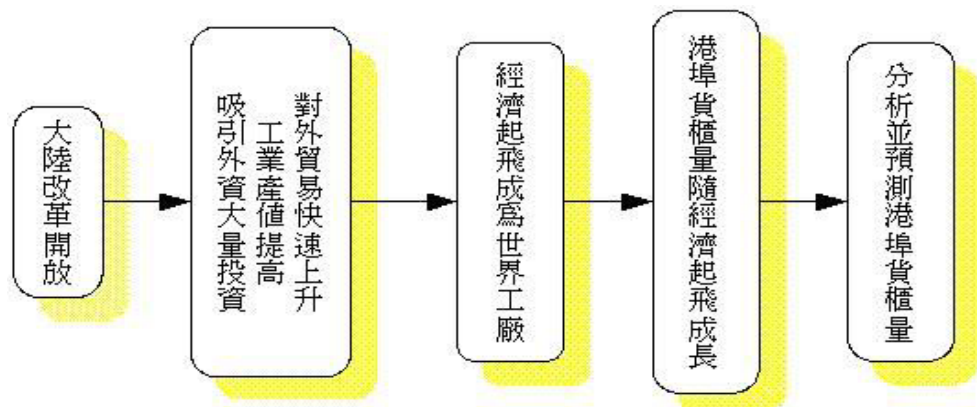 大陸改革開放
對外貿易快速上升
工業產值提高
吸引外資大量投資
經濟起飛成爲世界工廠
港埠貨櫃量隨經濟起飛成長
分析並預測港埠貨櫃量